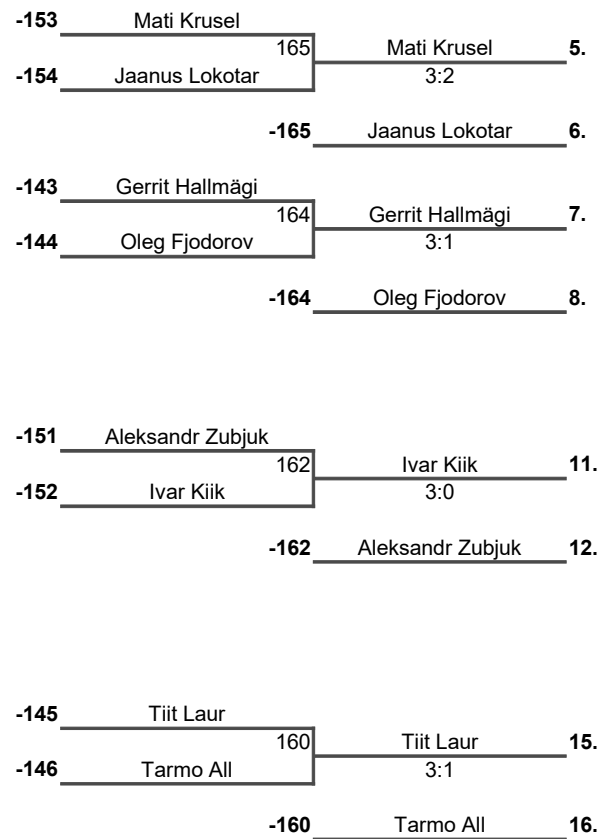 -153 Mati Krusel
165 Mati Krusel 5.
-154 Jaanus Lokotar 3:2
-165 Jaanus Lokotar 6.
-143 Gerrit Hallmägi
164 Gerrit Hallmägi 7.
-144 Oleg Fjodorov 3:1
-164 Oleg Fjodorov 8.
-151 Aleksandr Zubjuk
162 Ivar Kiik 11.
-152 Ivar Kiik 3:0
-162 Aleksandr Zubjuk 12.
-145 Tiit Laur
160 Tiit Laur 15.
-146 Tarmo All 3:1
-160 Tarmo All 16.